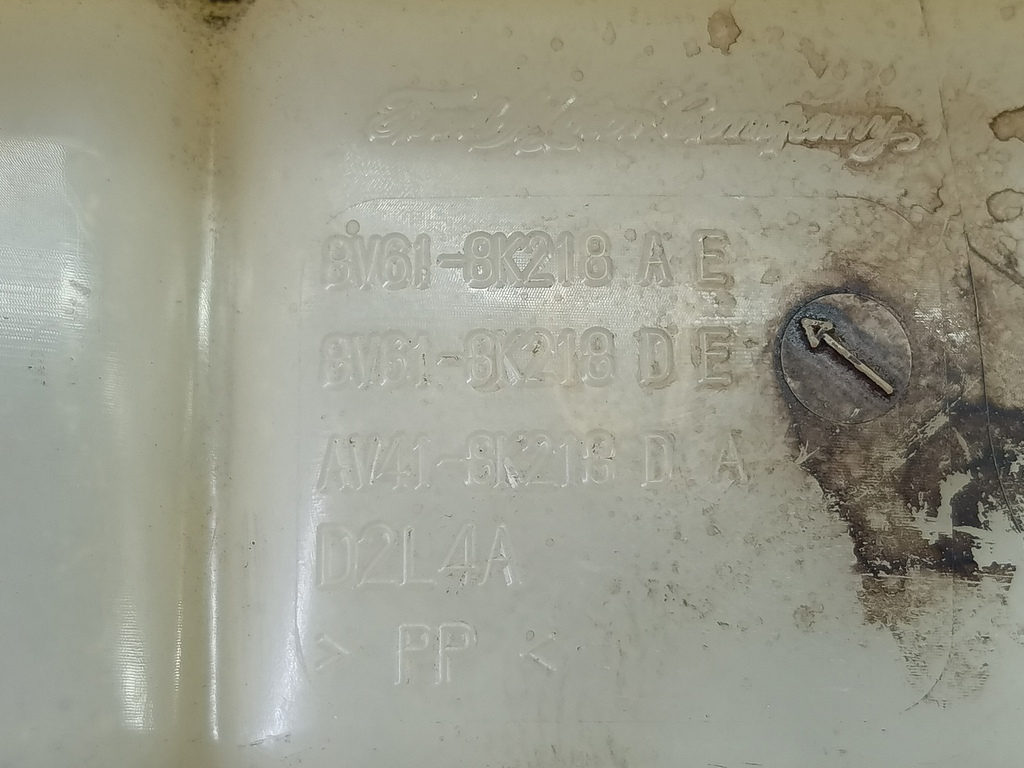 Ford Motor Company
BV61-8K218 A E
BV61-8K218 D E
AV41-8K218 D A
D2L4A
> PP <